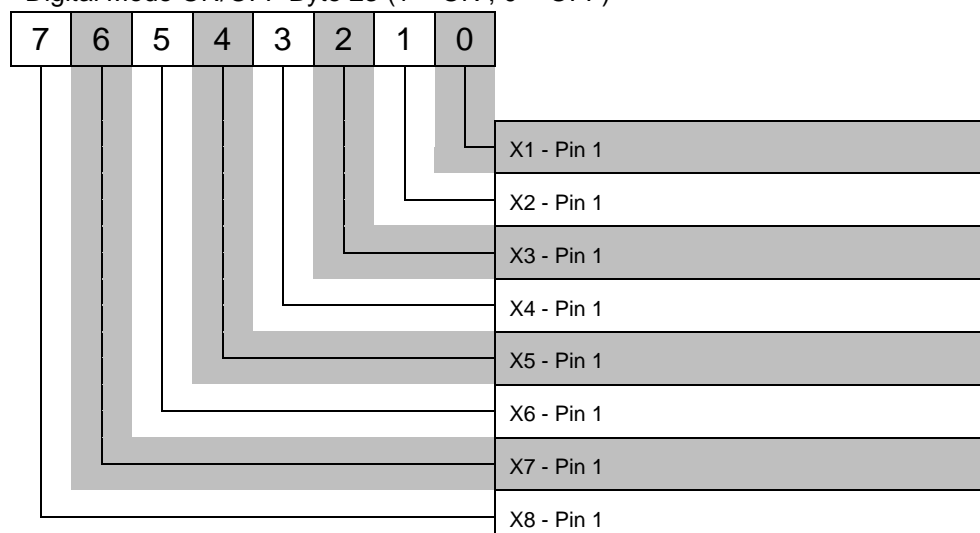 7 6 5 4 3 2 1 0
X1 - Pin 1
X2 - Pin 1
X3 - Pin 1
X4 - Pin 1
X5 - Pin 1
X6 - Pin 1
X7 - Pin 1
X8 - Pin 1